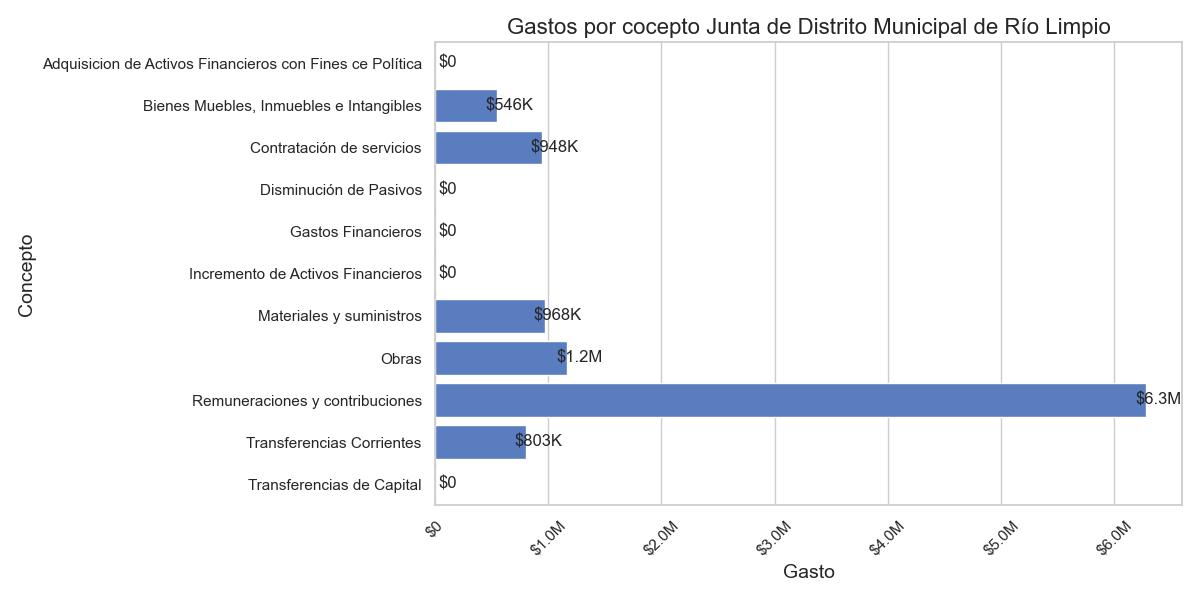 Gastos por cocepto Junta de Distrito Municipal de Río Limpio
Concepto
Adquisicion de Activos Financieros con Fines ce Política $0
Bienes Muebles, Inmuebles e Intangibles $546K
Contratación de servicios $948K
Disminución de Pasivos $0
Gastos Financieros $0
Incremento de Activos Financieros $0
Materiales y suministros $968K
Obras $1.2M
Remuneraciones y contribuciones $6.3M
Transferencias Corrientes $803K
Transferencias de Capital $0
$0 $1.0M $2.0M $3.0M $4.0M $5.0M $6.0M
Gasto